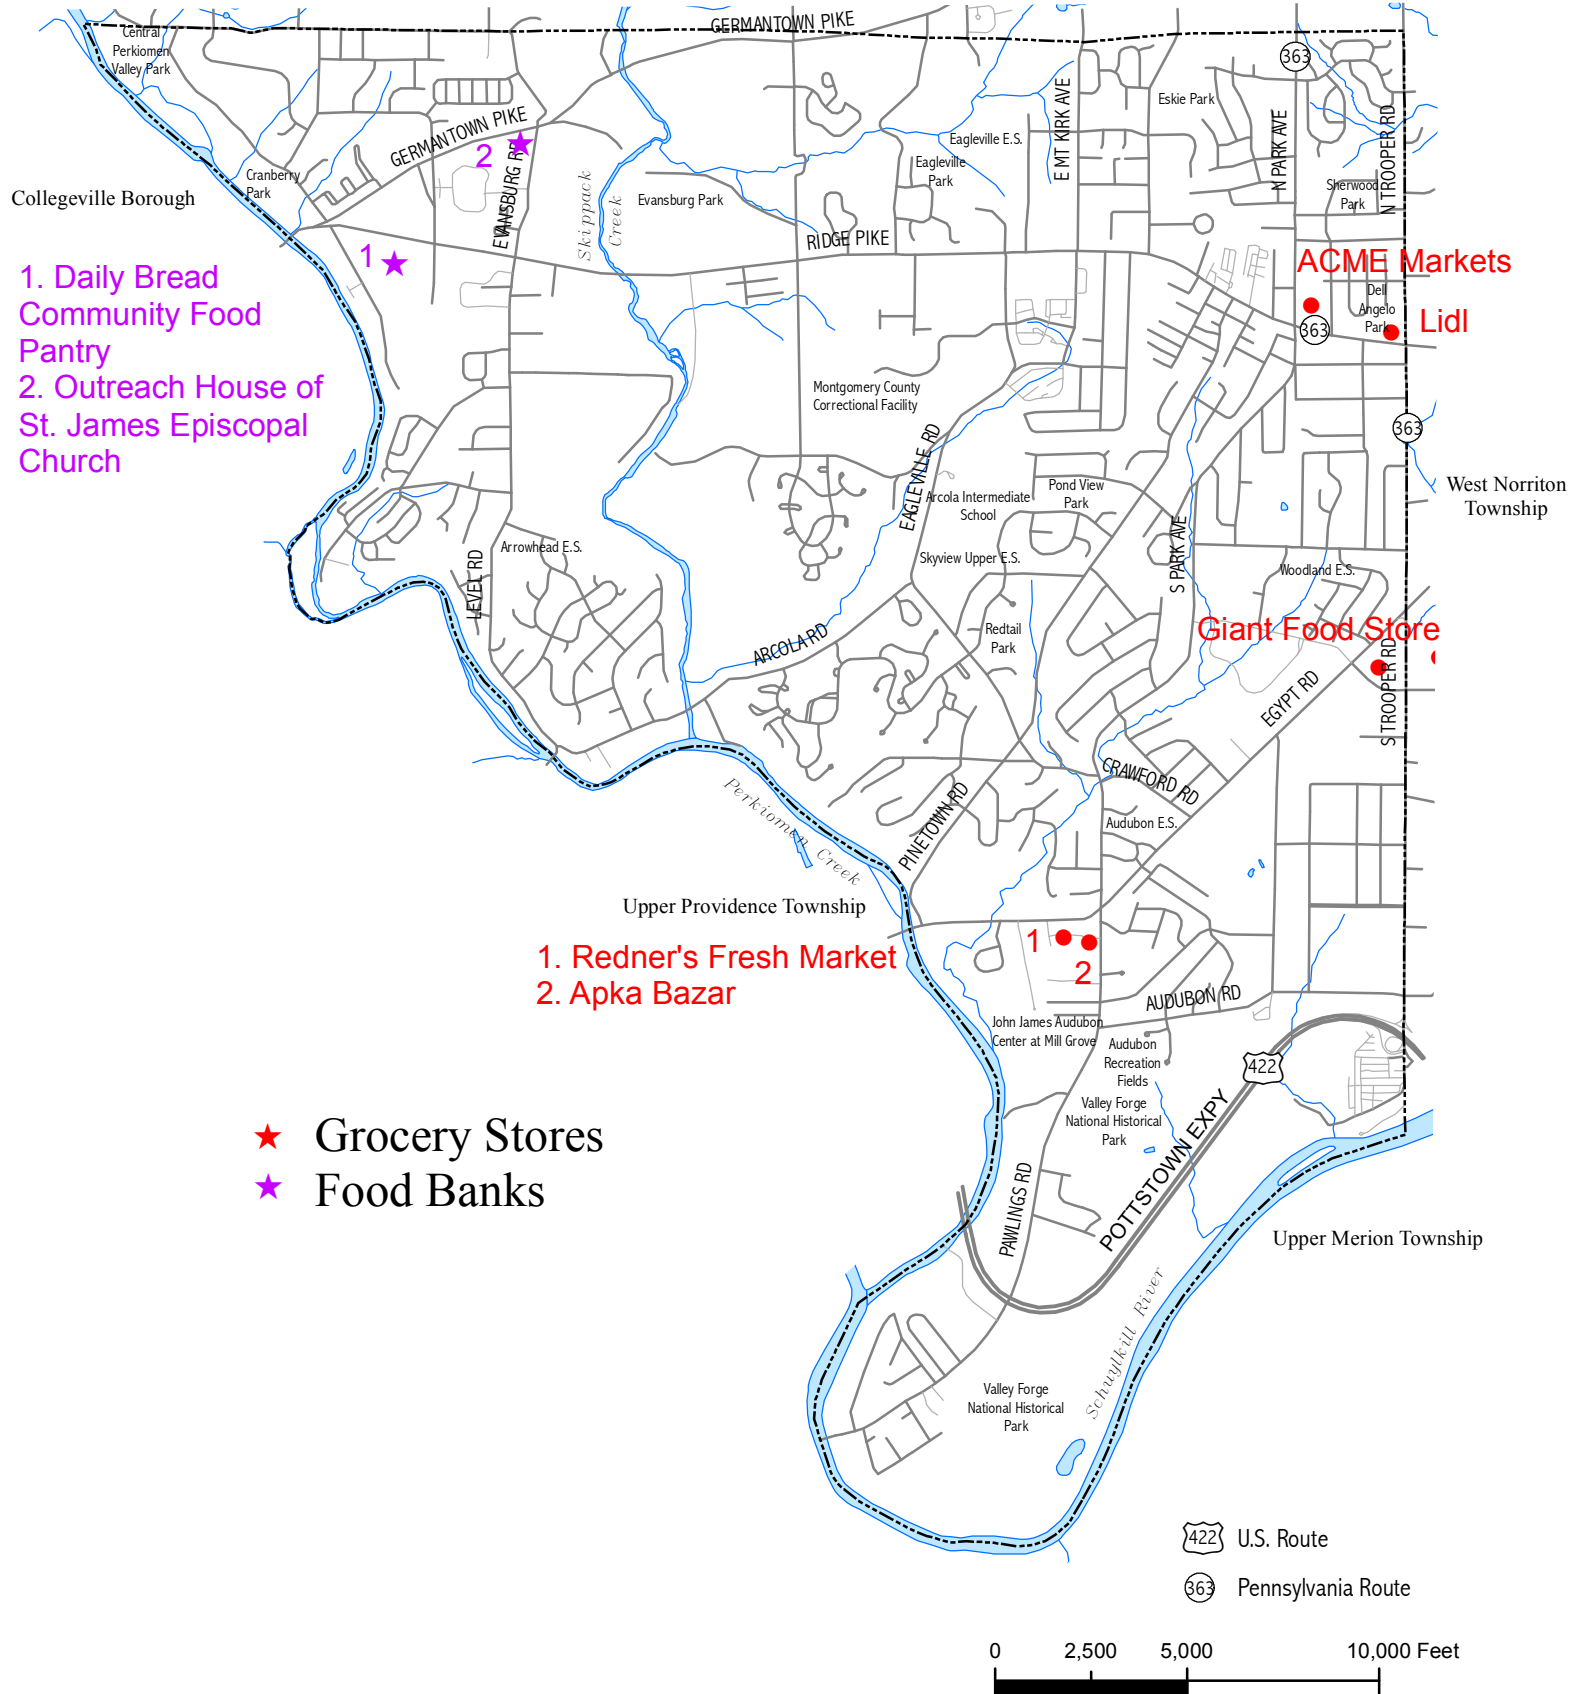 GERMANTOWN PIKE
Central
Perkiomen
Valley Park
363
Eskie Park
E MT KIRK AVE
N PARK AVE
N TROOPER RD
GERMANTOWN PIKE
2
EVANSBURG RD
Eagleville E.S.
Eagleville
Park
Cranberry
Park
Collegeville Borough
Skippack
Creek
Evansburg Park
Sherwood
Park
RIDGE PIKE
1
ACME Markets
Dell
Angelo
Park
363
Lidl
1. Daily Bread
Community Food
Pantry
2. Outreach House of
St. James Episcopal
Church
Montgomery County
Correctional Facility
363
EAGLEVILLE RD
West Norriton
Township
Arcola Intermediate
School
Pond View
Park
S PARK AVE
Arrowhead E.S.
LEVEL RD
Skyview Upper E.S.
Woodland E.S.
ARCOLA RD
Redtail
Park
Giant Food Store
S TROOPER RD
EGYPT RD
CRAWFORD RD
Perkiomen Creek
PINETOWN RD
Audubon E.S.
Upper Providence Township
1. Redner's Fresh Market
2. Apka Bazar
1
2
AUDUBON RD
John James Audubon
Center at Mill Grove
Audubon
Recreation
Fields
422
Valley Forge
National Historical
Park
POTTSTOWN EXPY
Grocery Stores
Food Banks
PAWLINGS RD
Upper Merion Township
Schuylkill River
Valley Forge
National Historical
Park
422 U.S. Route
363 Pennsylvania Route
0 2,500 5,000 10,000 Feet